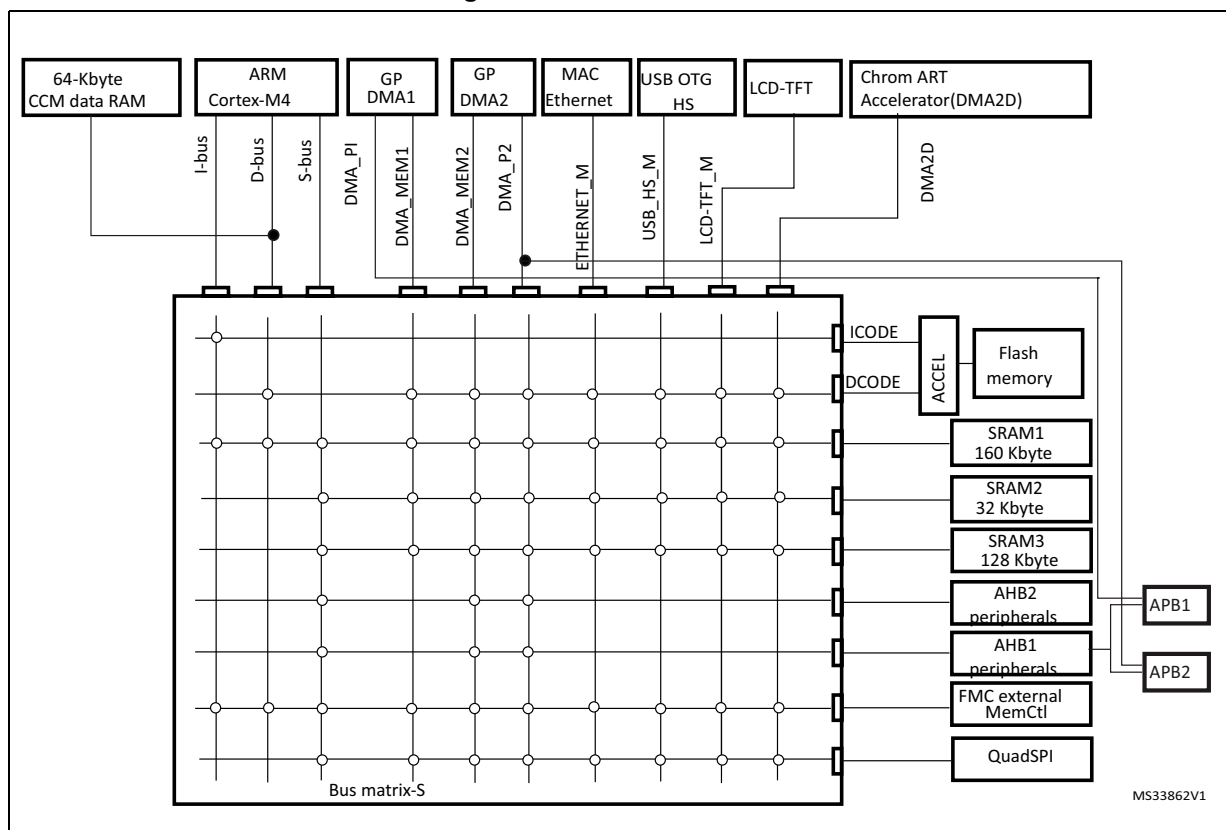 64-Kbyte
CCM data RAM
ARM
Cortex-M4
GP
DMA1
GP
DMA2
MAC
Ethernet
USB OTG
HS
LCD-TFT
Chrom ART
Accelerator(DMA2D)
I-bus
D-bus
S-bus
DMA_PI
DMA_MEM1
DMA_MEM2
DMA_P2
ETHERNET_M
USB_HS_M
LCD-TFT_M
DMA2D
ICODE
DCODE
ACCEL
Flash
memory
SRAM1
160 Kbyte
SRAM2
32 Kbyte
SRAM3
128 Kbyte
AHB2
peripherals
AHB1
peripherals
FMC external
MemCtl
QuadSPI
APB1
APB2
Bus matrix-S
MS33862V1